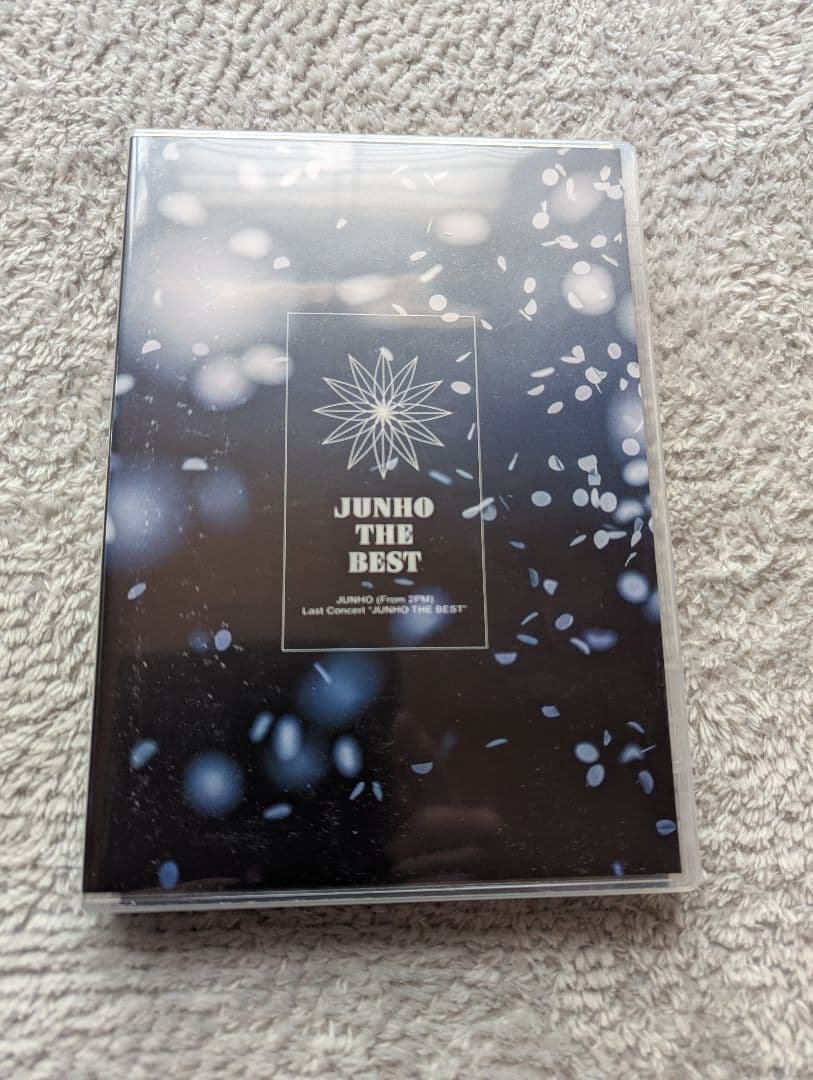 JUNHO
THE
BEST
JUNHO (From 2PM)
Last Concert "JUNHO THE BEST"